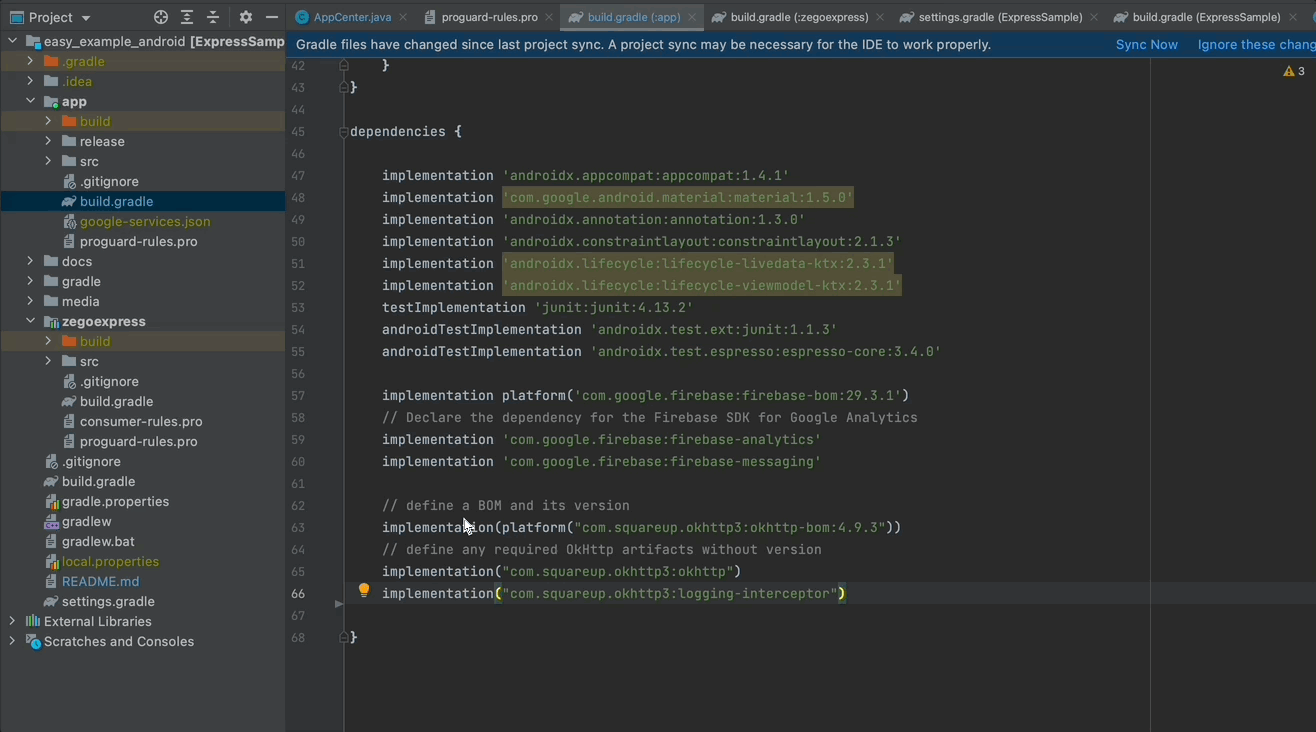 Project
AppCenter.java
proguard-rules.pro
build.gradle (:app)
build.gradle (:zegoexpress)
settings.gradle (ExpressSample)
build.gradle (ExpressSample)
easy_example_android [ExpressSamp
.gradle
.idea
app
build
release
src
.gitignore
build.gradle
google-services.json
proguard-rules.pro
docs
gradle
media
zegoexpress
build
src
.gitignore
build.gradle
consumer-rules.pro
proguard-rules.pro
.gitignore
build.gradle
gradle.properties
gradlew
gradlew.bat
local.properties
README.md
settings.gradle
External Libraries
Scratches and Consoles
Gradle files have changed since last project sync. A project sync may be necessary for the IDE to work properly.
Sync Now
Ignore these chang
3
42 }
43 }
44
45 dependencies {
46
47 implementation 'androidx.appcompat:appcompat:1.4.1'
48 implementation 'com.google.android.material:material:1.5.0'
49 implementation 'androidx.annotation:annotation:1.3.0'
50 implementation 'androidx.constraintlayout:constraintlayout:2.1.3'
51 implementation 'androidx.lifecycle:lifecycle-livedata-ktx:2.3.1'
52 implementation 'androidx.lifecycle:lifecycle-viewmodel-ktx:2.3.1'
53 testImplementation 'junit:junit:4.13.2'
54 androidTestImplementation 'androidx.test.ext:junit:1.1.3'
55 androidTestImplementation 'androidx.test.espresso:espresso-core:3.4.0'
56
57 implementation platform('com.google.firebase:firebase-bom:29.3.1')
58 // Declare the dependency for the Firebase SDK for Google Analytics
59 implementation 'com.google.firebase:firebase-analytics'
60 implementation 'com.google.firebase:firebase-messaging'
61
62 // define a BOM and its version
63 implementation(platform("com.squareup.okhttp3:okhttp-bom:4.9.3"))
64 // define any required OkHttp artifacts without version
65 implementation("com.squareup.okhttp3:okhttp")
66 implementation("com.squareup.okhttp3:logging-interceptor")
67
68 }